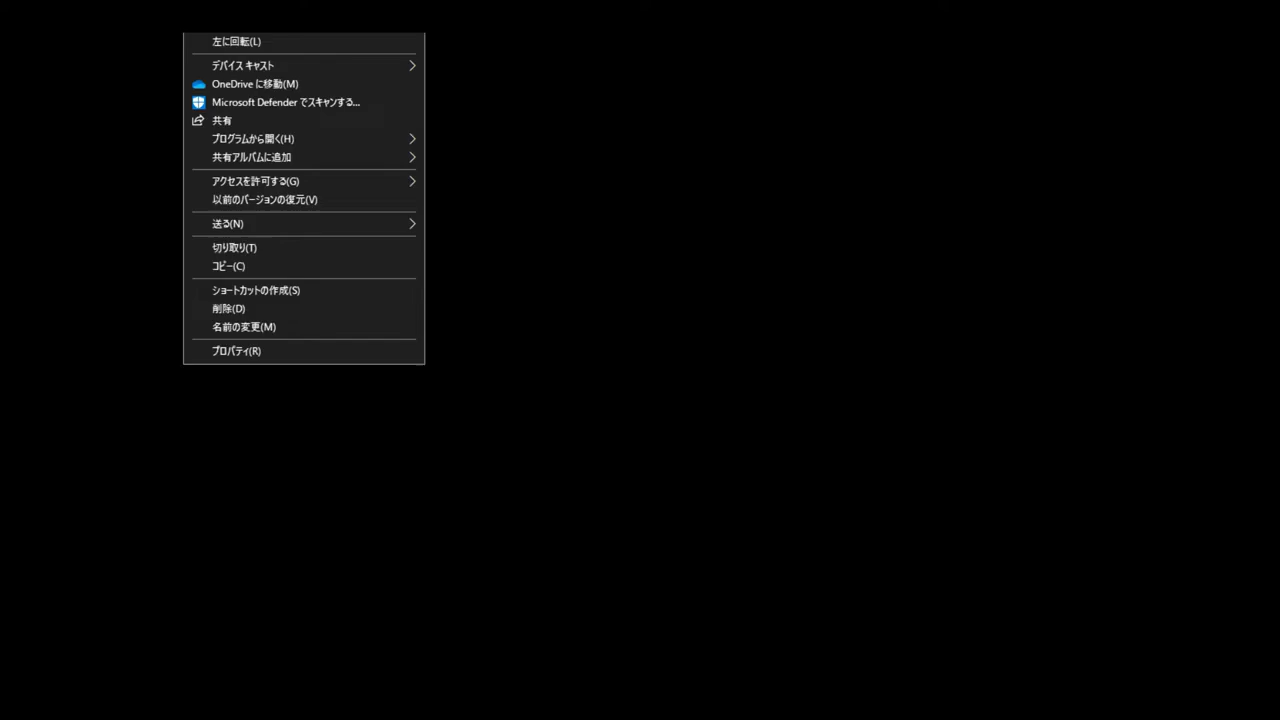 左に回転(L)
デバイス キャスト
OneDrive に移動(M)
Microsoft Defender でスキャンする...
共有
プログラムから開く(H)
共有アルバムに追加
アクセスを許可する(G)
以前のバージョンの復元(V)
送る(N)
切り取り(T)
コピー(C)
ショートカットの作成(S)
削除(D)
名前の変更(M)
プロパティ(R)